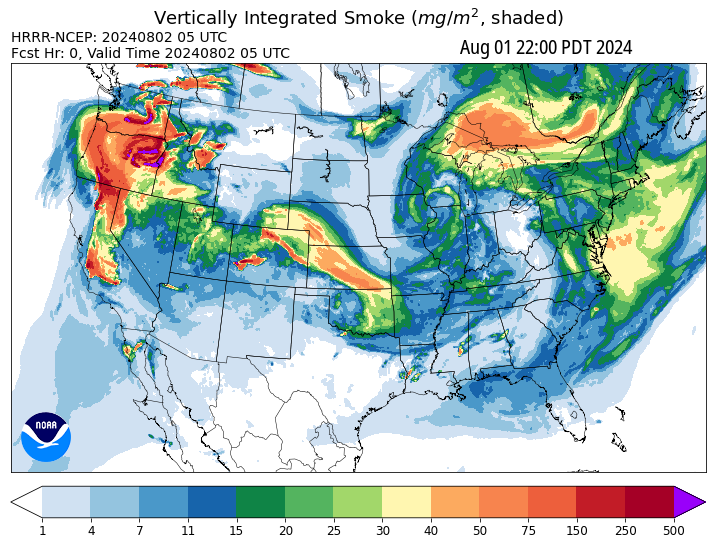 Vertically Integrated Smoke (mg/m², shaded)
HRRR-NCEP: 20240802 05 UTC
Fcst Hr: 0, Valid Time 20240802 05 UTC
Aug 01 22:00 PDT 2024
NOAA
1 4 7 11 15 20 25 30 40 50 75 150 250 500